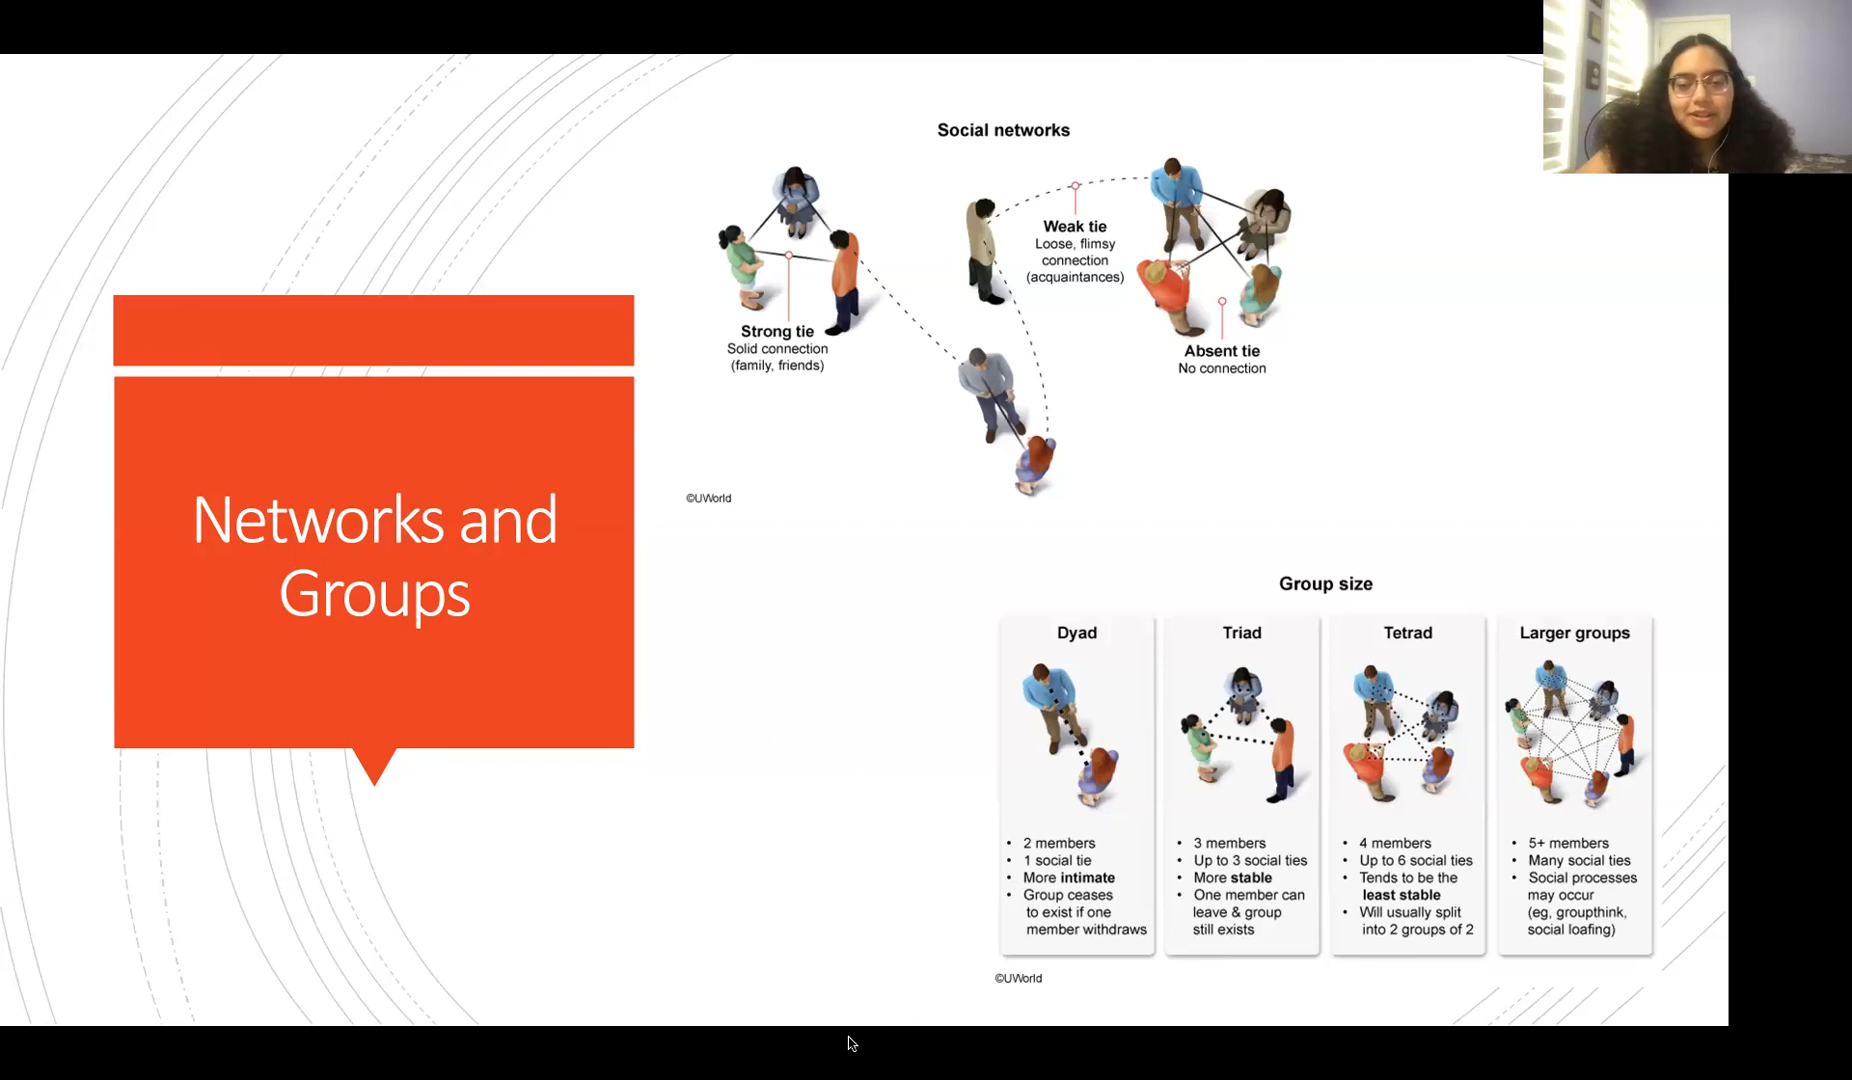 Networks and
Groups
Social networks
Weak tie
Loose, flimsy
connection
(acquaintances)
Strong tie
Solid connection
(family, friends)
Absent tie
No connection
©UWorld
Group size
Dyad
• 2 members
• 1 social tie
• More intimate
• Group ceases
to exist if one
member withdraws
Triad
• 3 members
• Up to 3 social ties
• More stable
• One member can
leave & group
still exists
Tetrad
• 4 members
• Up to 6 social ties
• Tends to be the
least stable
• Will usually split
into 2 groups of 2
Larger groups
• 5+ members
• Many social ties
• Social processes
may occur
(eg, groupthink,
social loafing)
©UWorld